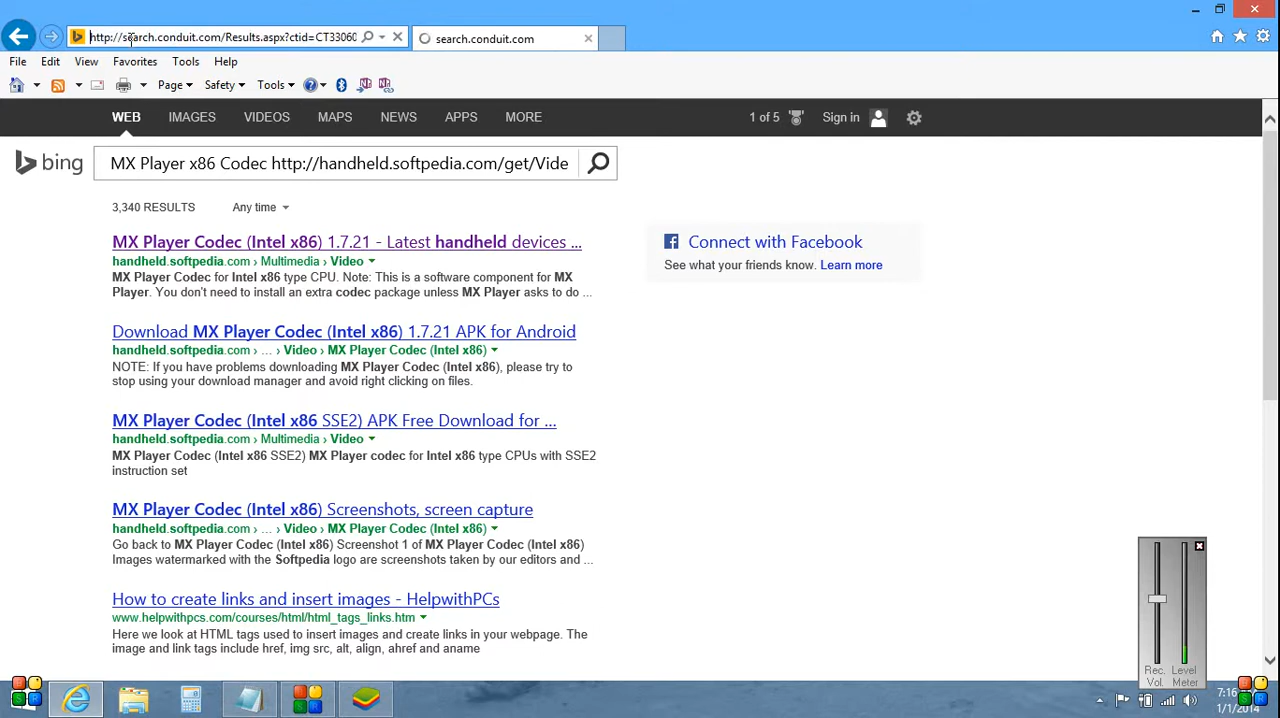 http://search.conduit.com/Results.aspx?ctid=CT33060
search.conduit.com
File Edit View Favorites Tools Help
Page Safety Tools
WEB IMAGES VIDEOS MAPS NEWS APPS MORE 1 of 5 Sign in
bing MX Player x86 Codec http://handheld.softpedia.com/get/Vide
3,340 RESULTS Any time
MX Player Codec (Intel x86) 1.7.21 - Latest handheld devices ...
handheld.softpedia.com › Multimedia › Video
MX Player Codec for Intel x86 type CPU. Note: This is a software component for MX
Player. You don't need to install an extra codec package unless MX Player asks to do ...
Connect with Facebook
See what your friends know. Learn more
Download MX Player Codec (Intel x86) 1.7.21 APK for Android
handheld.softpedia.com › ... › Video › MX Player Codec (Intel x86)
NOTE: If you have problems downloading MX Player Codec (Intel x86), please try to
stop using your download manager and avoid right clicking on files.
MX Player Codec (Intel x86 SSE2) APK Free Download for ...
handheld.softpedia.com › Multimedia › Video
MX Player Codec (Intel x86 SSE2) MX Player codec for Intel x86 type CPUs with SSE2
instruction set
MX Player Codec (Intel x86) Screenshots, screen capture
handheld.softpedia.com › ... › Video › MX Player Codec (Intel x86)
Go back to MX Player Codec (Intel x86) Screenshot 1 of MX Player Codec (Intel x86)
Images watermarked with the Softpedia logo are screenshots taken by our editors and ...
How to create links and insert images - HelpwithPCs
www.helpwithpcs.com/courses/html/html_tags_links.htm
Here we look at HTML tags used to insert images and create links in your webpage. The
image and link tags include href, img src, alt, align, ahref and aname
Rec. Level
Vol. Meter
7:16
1/1/2014